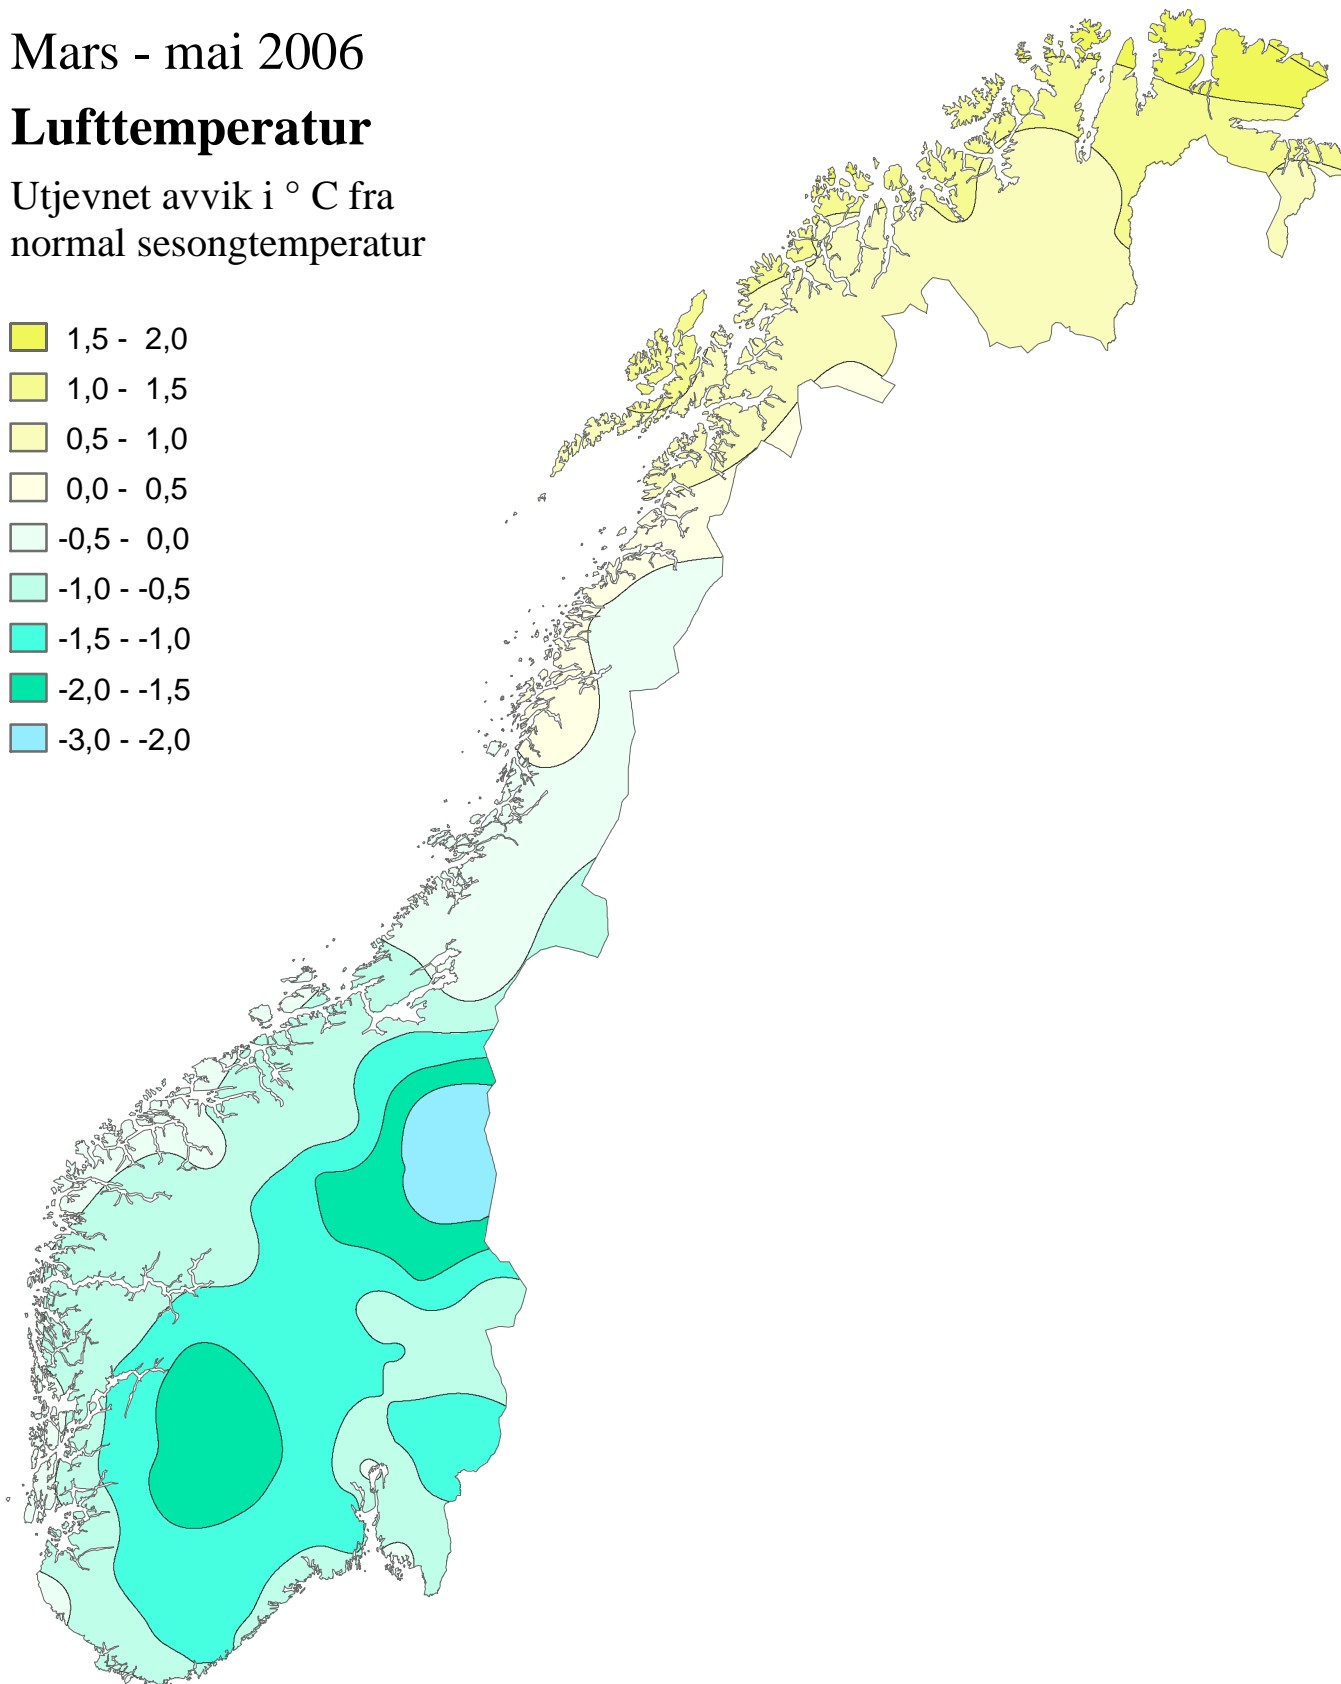 Mars - mai 2006
Lufttemperatur
Utjevnet avvik i ° C fra
normal sesongtemperatur
1,5 - 2,0
1,0 - 1,5
0,5 - 1,0
0,0 - 0,5
-0,5 - 0,0
-1,0 - -0,5
-1,5 - -1,0
-2,0 - -1,5
-3,0 - -2,0